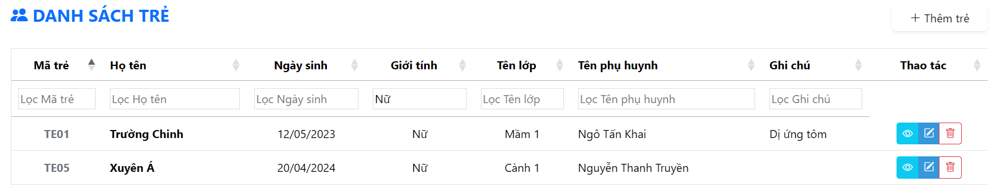 DANH SÁCH TRẺ
+ Thêm trẻ
Mã trẻ Họ tên Ngày sinh Giới tính Tên lớp Tên phụ huynh Ghi chú Thao tác
Lọc Mã trẻ Lọc Họ tên Lọc Ngày sinh Nữ Lọc Tên lớp Lọc Tên phụ huynh Lọc Ghi chú
TE01 Trường Chinh 12/05/2023 Nữ Mầm 1 Ngô Tấn Khai Dị ứng tôm
TE05 Xuyên Á 20/04/2024 Nữ Cành 1 Nguyễn Thanh Truyền